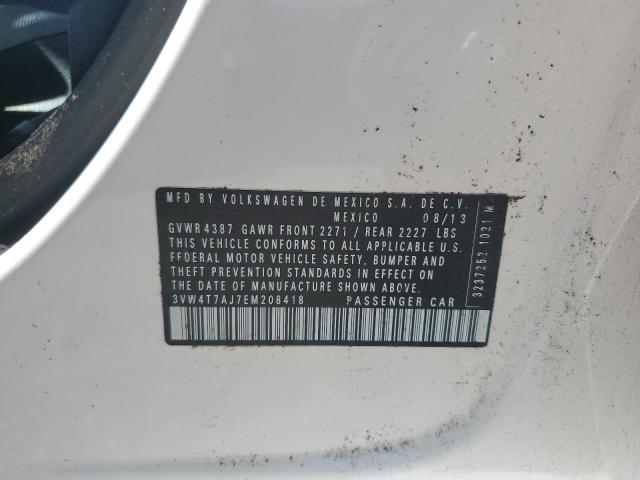 MFD BY VOLKSWAGEN DE MEXICO S.A. DE C.V.
MEXICO 08/13
GVWR 4387 GAWR FRONT 2271 / REAR 2227 LBS
THIS VEHICLE CONFORMS TO ALL APPLICABLE U.S.
FFDERAL MOTOR VEHICLE SAFETY, BUMPER AND
THEFT PREVENTION STANDARDS IN EFFECT ON
THE DATE OF MANUFACTURE SHOWN ABOVE.
3VW4T7AJ7EM208418 PASSENGER CAR
3237252 1021 M